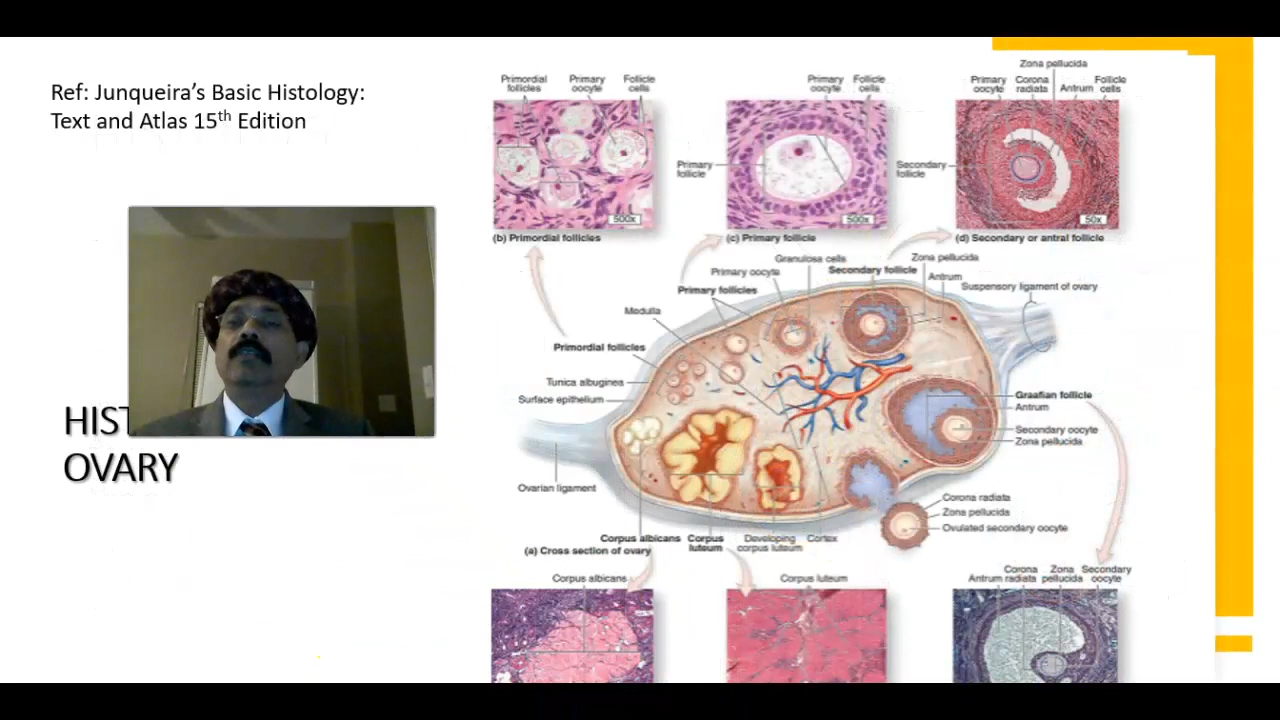 Ref: Junqueira’s Basic Histology:
Text and Atlas 15th Edition
HIST
OVARY
Primordial
follicles
Primary
oocyte
Follicle
cells
500x
(b) Primordial follicles
Primary
oocyte
Follicle
cells
Primary
follicle
500x
(c) Primary follicle
Zona pellucida
Primary
oocyte
Corona
radiata
Antrum
Follicle
cells
Secondary
follicle
50x
(d) Secondary or antral follicle
Granulosa cells
Zona pellucida
Primary oocyte
Secondary follicle
Antrum
Primary follicles
Suspensory ligament of ovary
Medulla
Primordial follicles
Tunica albuginea
Surface epithelium
Graafian follicle
Antrum
Secondary oocyte
Zona pellucida
Ovarian ligament
Corona radiata
Zona pellucida
Ovulated secondary oocyte
Corpus albicans
Corpus
luteum
Developing
corpus luteum
Cortex
(a) Cross section of ovary
Corpus albicans
Corpus luteum
Antrum
Corona
radiata
Zona
pellucida
Secondary
oocyte